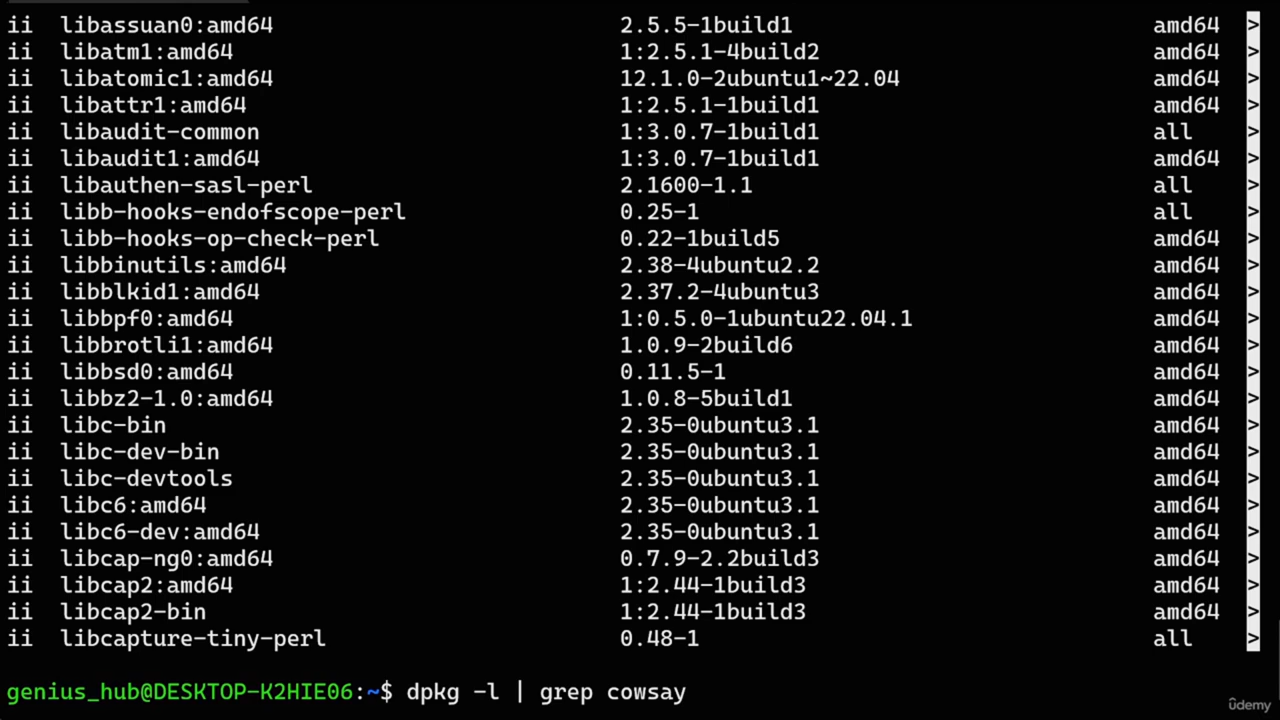 ii libassuan0:amd64 2.5.5-1build1 amd64 >
ii libatm1:amd64 1:2.5.1-4build2 amd64 >
ii libatomic1:amd64 12.1.0-2ubuntu1~22.04 amd64 >
ii libattr1:amd64 1:2.5.1-1build1 amd64 >
ii libaudit-common 1:3.0.7-1build1 all >
ii libaudit1:amd64 1:3.0.7-1build1 amd64 >
ii libauthen-sasl-perl 2.1600-1.1 all >
ii libb-hooks-endofscope-perl 0.25-1 all >
ii libb-hooks-op-check-perl 0.22-1build5 amd64 >
ii libbinutils:amd64 2.38-4ubuntu2.2 amd64 >
ii libblkid1:amd64 2.37.2-4ubuntu3 amd64 >
ii libbpf0:amd64 1:0.5.0-1ubuntu22.04.1 amd64 >
ii libbrotli1:amd64 1.0.9-2build6 amd64 >
ii libbsd0:amd64 0.11.5-1 amd64 >
ii libbz2-1.0:amd64 1.0.8-5build1 amd64 >
ii libc-bin 2.35-0ubuntu3.1 amd64 >
ii libc-dev-bin 2.35-0ubuntu3.1 amd64 >
ii libc-devtools 2.35-0ubuntu3.1 amd64 >
ii libc6:amd64 2.35-0ubuntu3.1 amd64 >
ii libc6-dev:amd64 2.35-0ubuntu3.1 amd64 >
ii libcap-ng0:amd64 0.7.9-2.2build3 amd64 >
ii libcap2:amd64 1:2.44-1build3 amd64 >
ii libcap2-bin 1:2.44-1build3 amd64 >
ii libcapture-tiny-perl 0.48-1 all >
genius_hub@DESKTOP-K2HIE06:~$ dpkg -l | grep cowsay
ûdemy